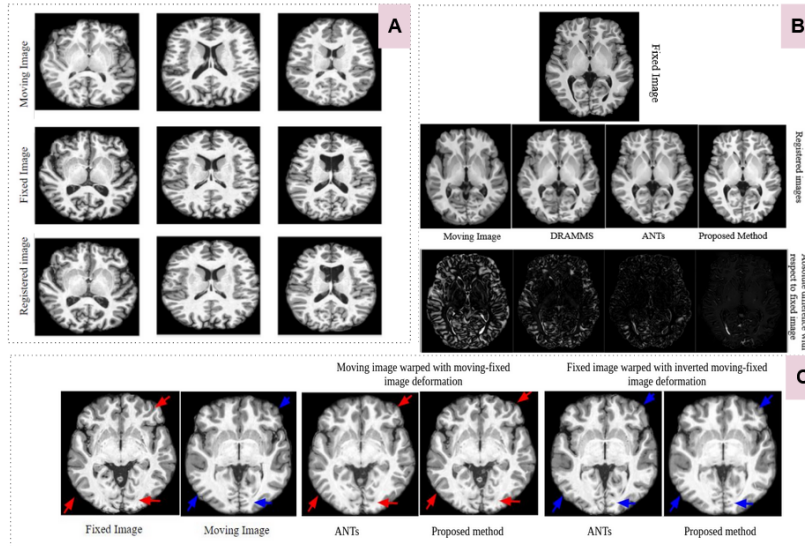 A
Moving Image
Fixed Image
Registered image
B
Fixed Image
Registered images
Moving Image
DRAMMS
ANTs
Proposed Method
respect to fixed image
C
Moving image warped with moving-fixed
image deformation
Fixed image warped with inverted moving-fixed
image deformation
Fixed Image
Moving Image
ANTs
Proposed method
ANTs
Proposed method